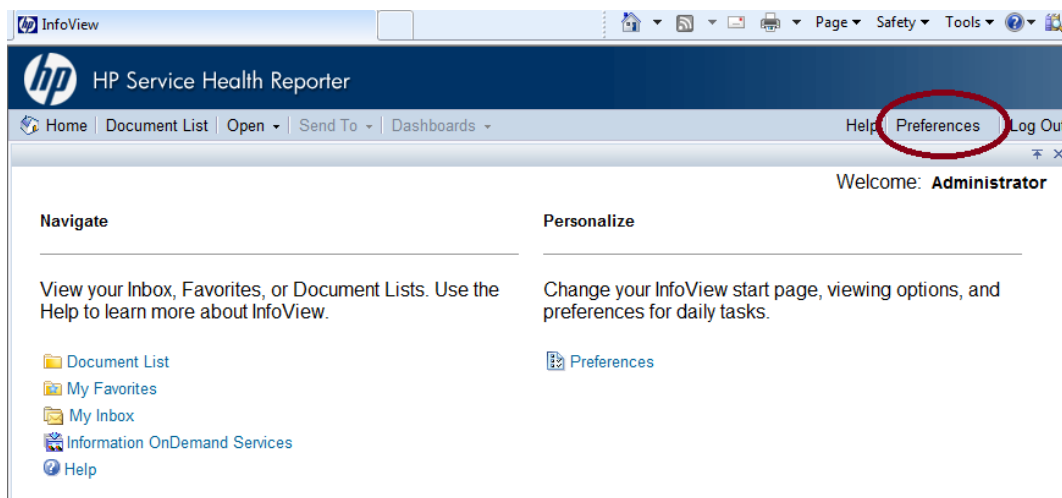 InfoView
Page Safety Tools
hp HP Service Health Reporter
Home | Document List | Open | Send To | Dashboards Help | Preferences | Log Ou
Welcome: Administrator
Navigate Personalize
View your Inbox, Favorites, or Document Lists. Use the
Help to learn more about InfoView.
Change your InfoView start page, viewing options, and
preferences for daily tasks.
Document List
My Favorites
My Inbox
Information OnDemand Services
Help
Preferences